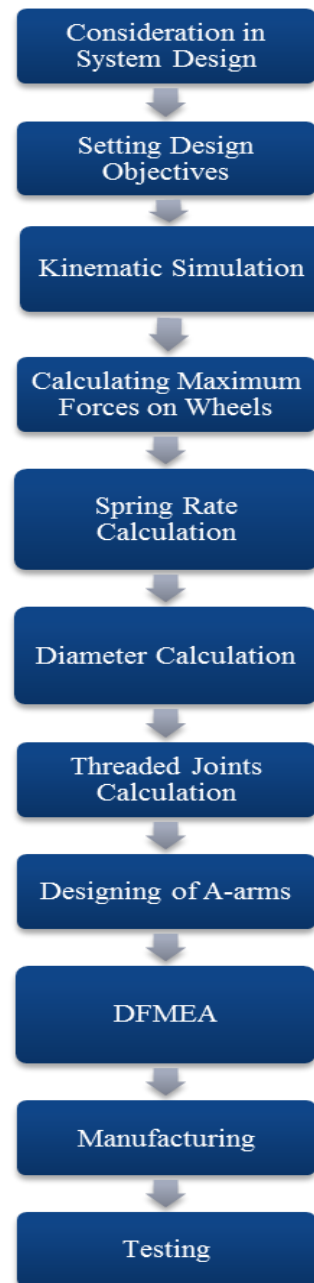 Consideration in
System Design
Setting Design
Objectives
Kinematic Simulation
Calculating Maximum
Forces on Wheels
Spring Rate
Calculation
Diameter Calculation
Threaded Joints
Calculation
Designing of A-arms
DFMEA
Manufacturing
Testing